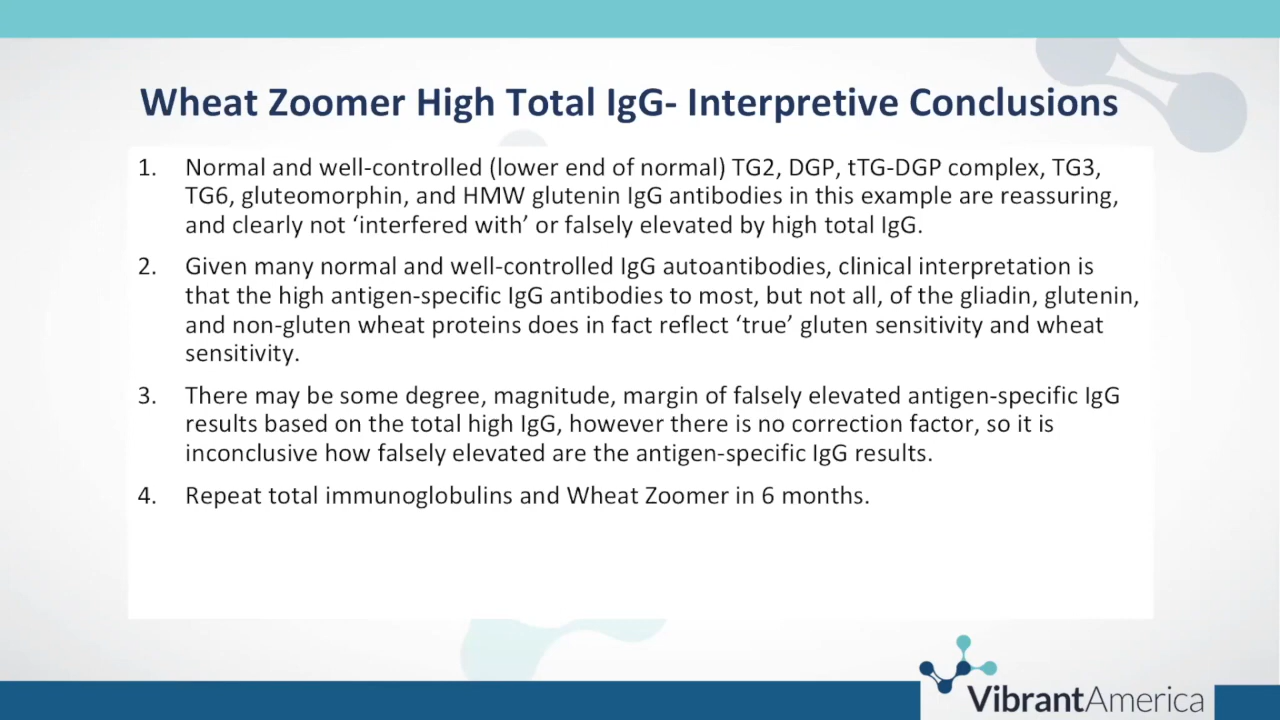 Wheat Zoomer High Total IgG- Interpretive Conclusions
1. Normal and well-controlled (lower end of normal) TG2, DGP, tTG-DGP complex, TG3,
TG6, gluteomorphin, and HMW glutenin IgG antibodies in this example are reassuring,
and clearly not ‘interfered with’ or falsely elevated by high total IgG.
2. Given many normal and well-controlled IgG autoantibodies, clinical interpretation is
that the high antigen-specific IgG antibodies to most, but not all, of the gliadin, glutenin,
and non-gluten wheat proteins does in fact reflect ‘true’ gluten sensitivity and wheat
sensitivity.
3. There may be some degree, magnitude, margin of falsely elevated antigen-specific IgG
results based on the total high IgG, however there is no correction factor, so it is
inconclusive how falsely elevated are the antigen-specific IgG results.
4. Repeat total immunoglobulins and Wheat Zoomer in 6 months.
VibrantAmerica